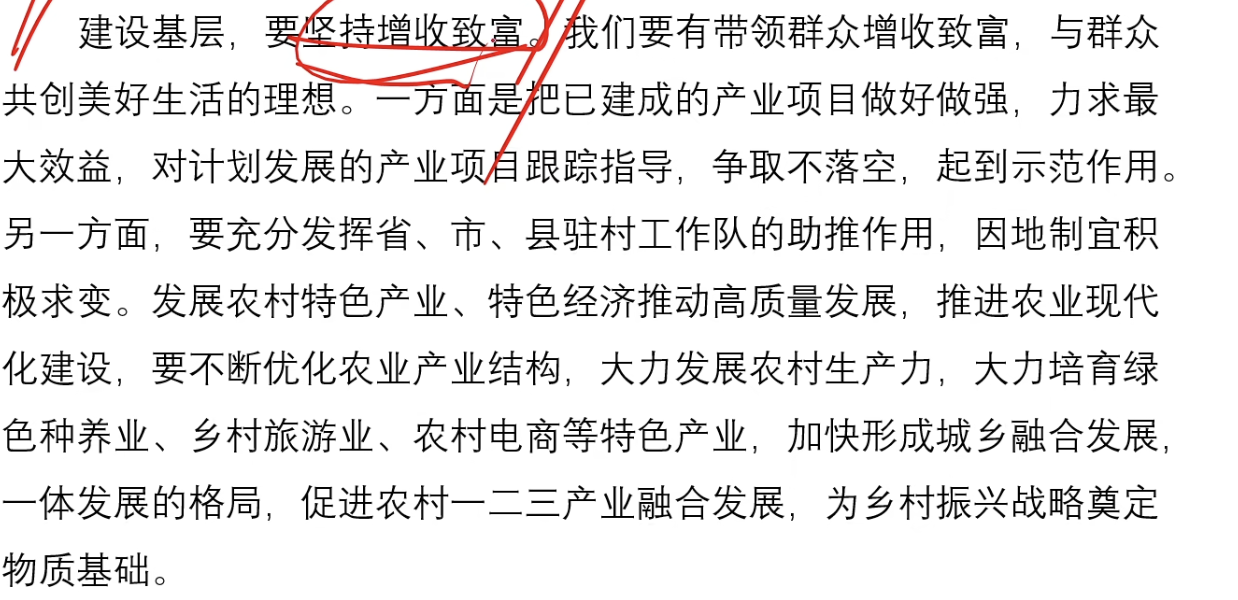 建设基层，要坚持增收致富。我们要有带领群众增收致富，与群众
共创美好生活的理想。一方面是把已建成的产业项目做好做强，力求最
大效益，对计划发展的产业项目跟踪指导，争取不落空，起到示范作用。
另一方面，要充分发挥省、市、县驻村工作队的助推作用，因地制宜积
极求变。发展农村特色产业、特色经济推动高质量发展，推进农业现代
化建设，要不断优化农业产业结构，大力发展农村生产力，大力培育绿
色种养业、乡村旅游业、农村电商等特色产业，加快形成城乡融合发展，
一体发展的格局，促进农村一二三产业融合发展，为乡村振兴战略奠定
物质基础。